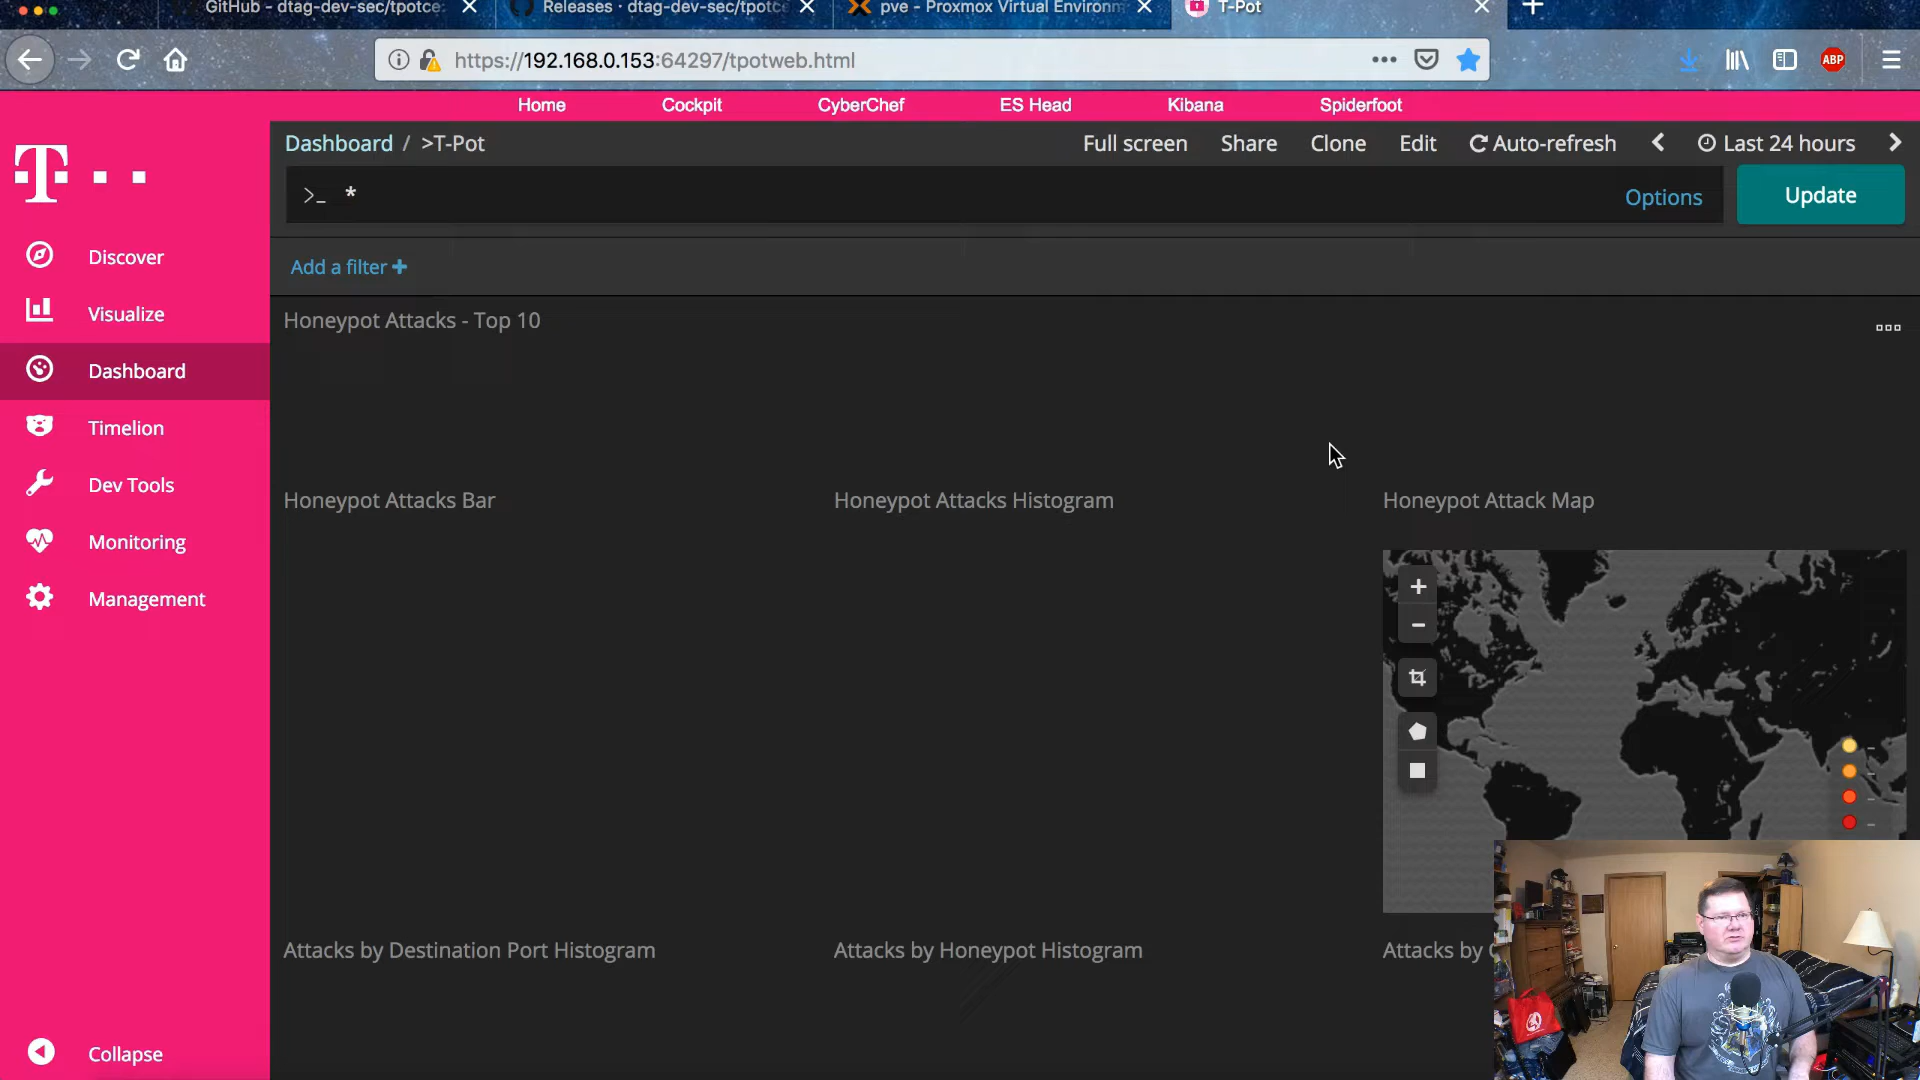 GitHub - dtag-dev-sec/tpotce:
Releases · dtag-dev-sec/tpotce
pve - Proxmox Virtual Environm
T-Pot
https://192.168.0.153:64297/tpotweb.html
ABP
Home
Cockpit
CyberChef
ES Head
Kibana
Spiderfoot
T
Dashboard / >T-Pot
Full screen
Share
Clone
Edit
Auto-refresh
Last 24 hours
>_ *
Options
Update
Add a filter +
Discover
Visualize
Dashboard
Timelion
Dev Tools
Monitoring
Management
Collapse
Honeypot Attacks - Top 10
Honeypot Attacks Bar
Honeypot Attacks Histogram
Honeypot Attack Map
Attacks by Destination Port Histogram
Attacks by Honeypot Histogram
Attacks by